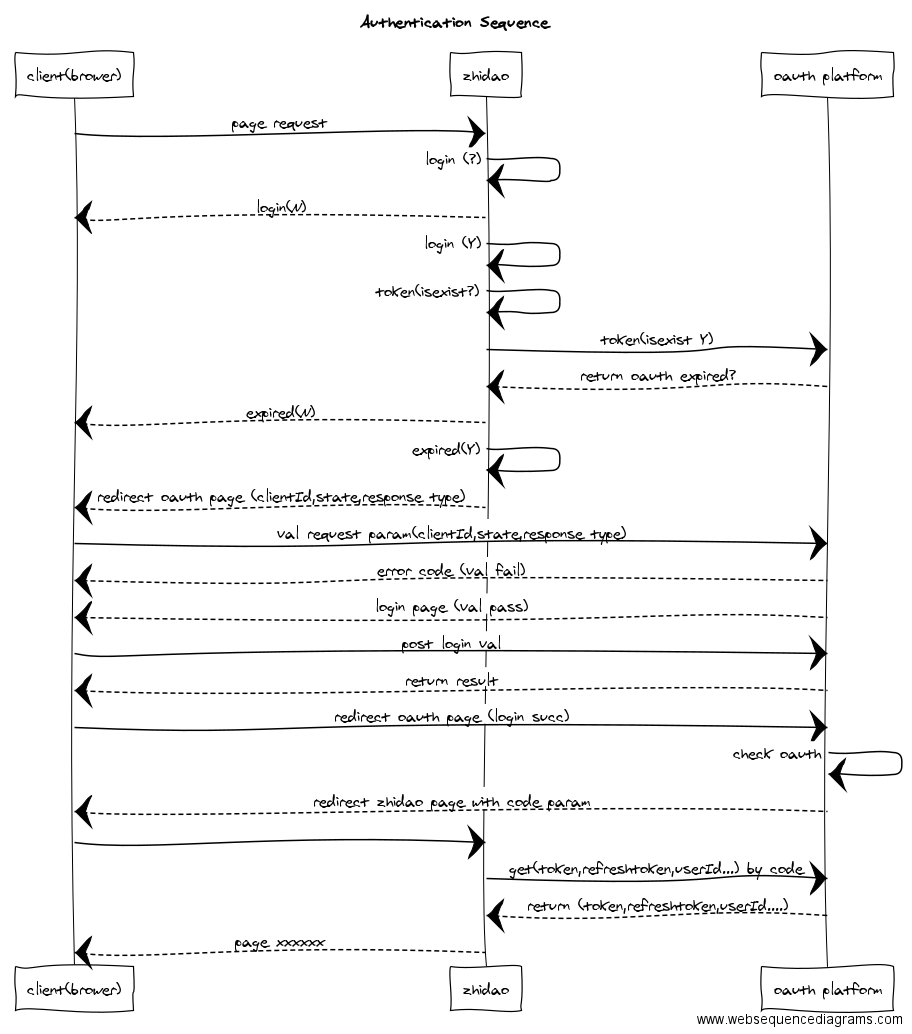 Authentication Sequence
client(brower)
zhidao
oauth platform
page request
login (?)
login(N)
login (Y)
token(isexist?)
token(isexist Y)
return oauth expired?
expired(N)
expired(Y)
redirect oauth page (clientId,state,response type)
val request param(clientId,state,response type)
error code (val fail)
login page (val pass)
post login val
return result
redirect oauth page (login succ)
check oauth
redirect zhidao page with code param
get(token,refreshtoken,userId...) by code
return (token,refreshtoken,userId....)
page xxxxxx
client(brower)
zhidao
oauth platform
www.websequencediagrams.com